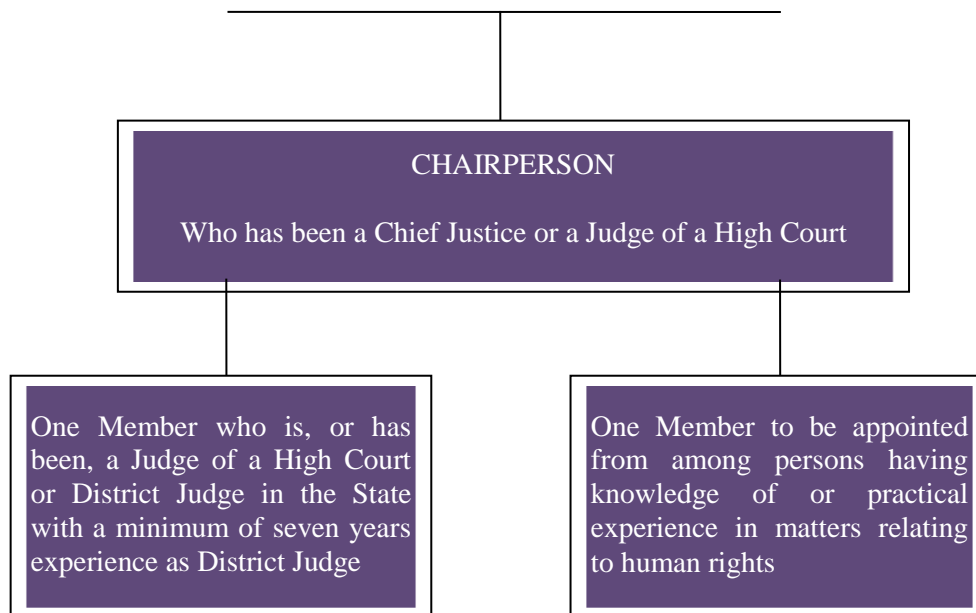 CHAIRPERSON
Who has been a Chief Justice or a Judge of a High Court
One Member who is, or has
been, a Judge of a High Court
or District Judge in the State
with a minimum of seven years
experience as District Judge
One Member to be appointed
from among persons having
knowledge of or practical
experience in matters relating
to human rights